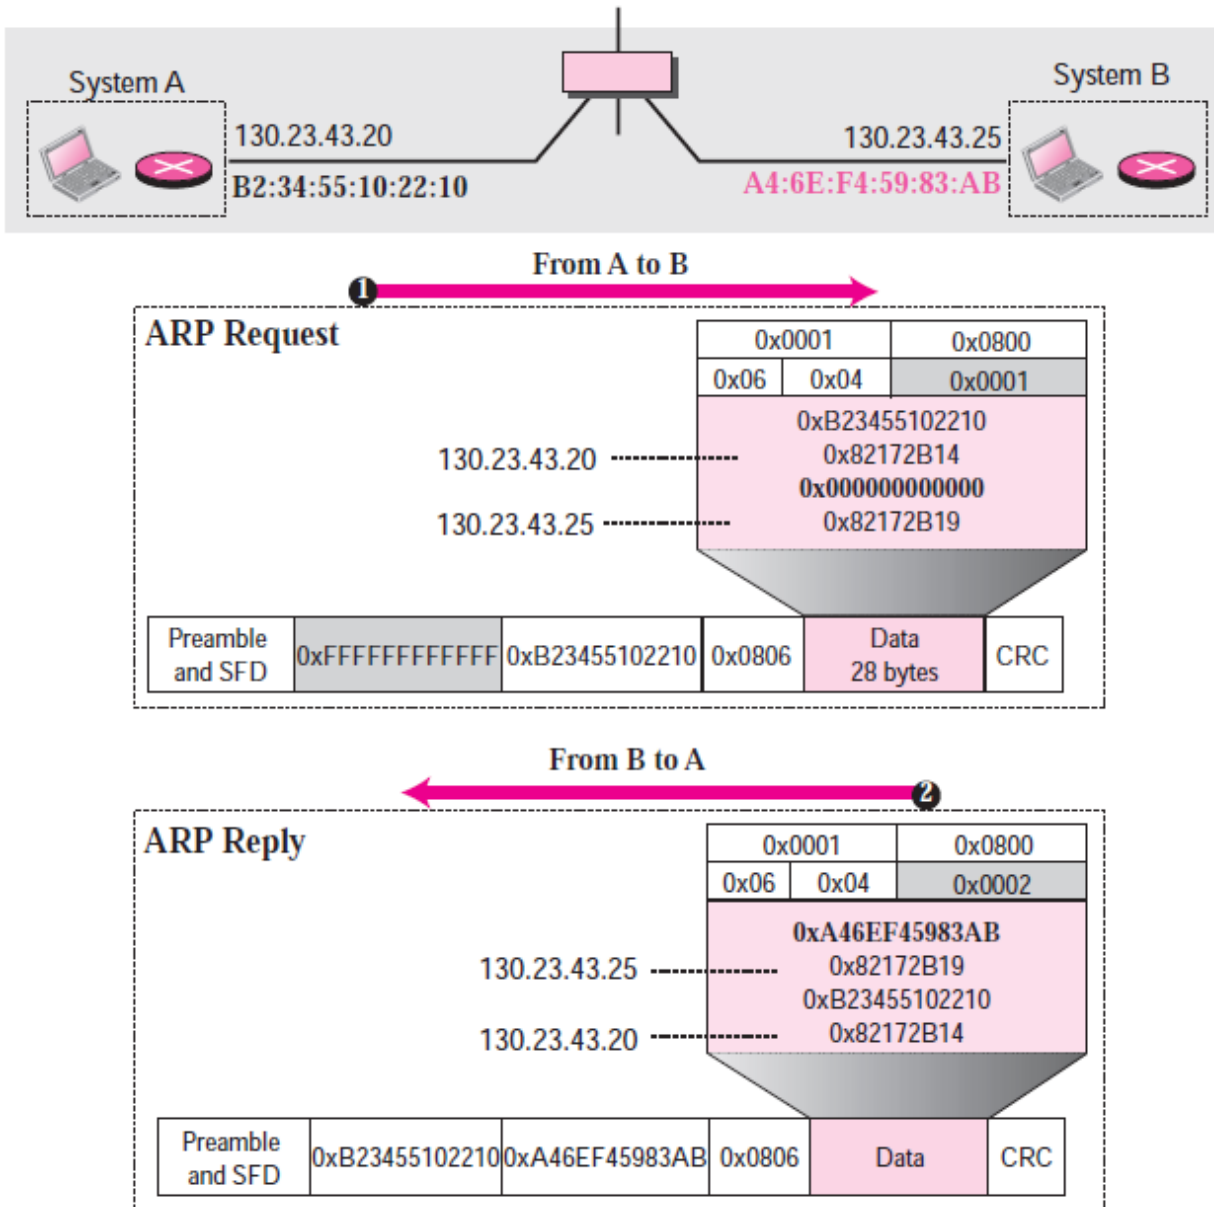 System A
System B
130.23.43.20
130.23.43.25
B2:34:55:10:22:10
A4:6E:F4:59:83:AB
From A to B
1
ARP Request
0x0001 0x0800
0x06 0x04 0x0001
0xB23455102210
130.23.43.20 0x82172B14
0x000000000000
130.23.43.25 0x82172B19
Preamble and SFD 0xFFFFFFFFFFFF 0xB23455102210 0x0806 Data 28 bytes CRC
From B to A
2
ARP Reply
0x0001 0x0800
0x06 0x04 0x0002
0xA46EF45983AB
130.23.43.25 0x82172B19
0xB23455102210
130.23.43.20 0x82172B14
Preamble and SFD 0xB23455102210 0xA46EF45983AB 0x0806 Data CRC